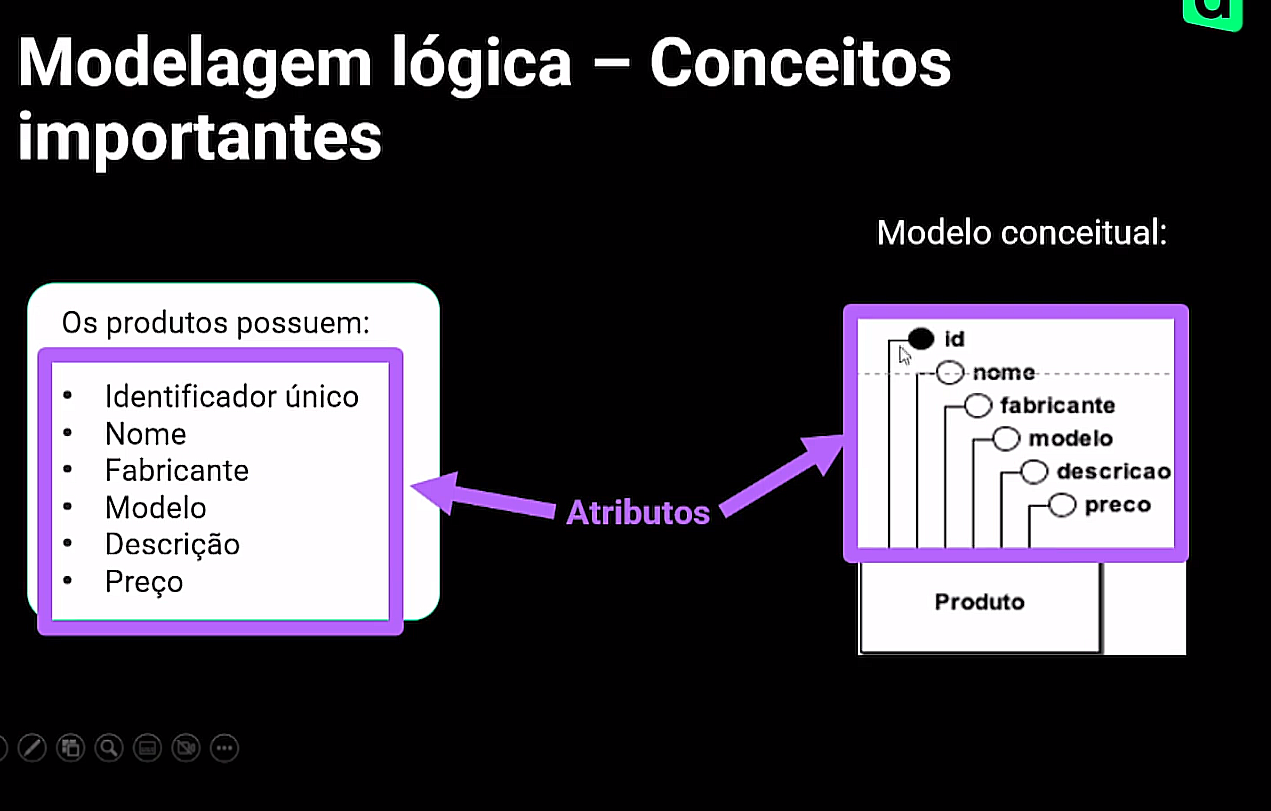 Modelagem lógica – Conceitos
importantes
Modelo conceitual:
Os produtos possuem:
• Identificador único
• Nome
• Fabricante
• Modelo
• Descrição
• Preço
Atributos
id
nome
fabricante
modelo
descricao
preco
Produto